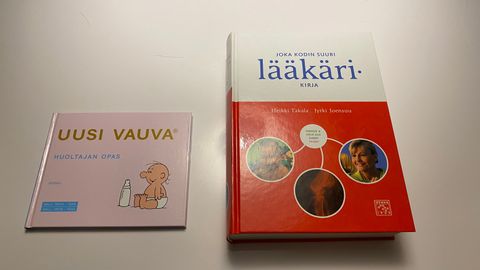 UUSI VAUVA®
HUOLTAJAN OPAS
JOKA KODIN SUURI
lääkäri·
KIRJA
Heikki Takala Jyrki Joensuu